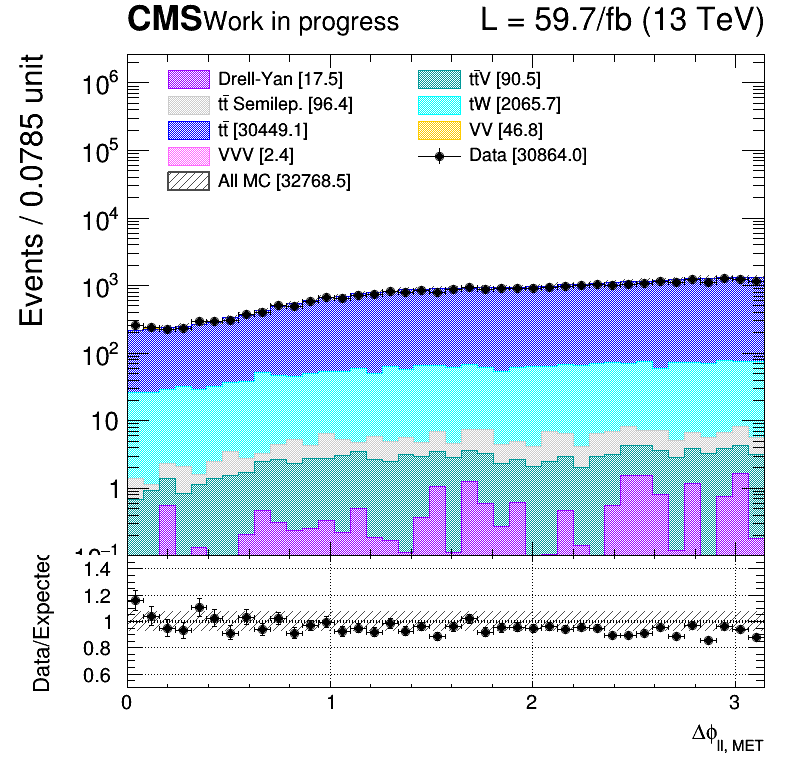 CMS Work in progress L = 59.7/fb (13 TeV)
Events / 0.0785 unit
Drell-Yan [17.5]
tt̄ Semilep. [96.4]
tt̄ [30449.1]
VVV [2.4]
All MC [32768.5]
tt̄V [90.5]
tW [2065.7]
VV [46.8]
Data [30864.0]
10⁶
10⁵
10⁴
10³
10²
10
1
10⁻¹
Data/Expected
1.4
1.2
1
0.8
0.6
0 1 2 3
Δϕ_ll, MET